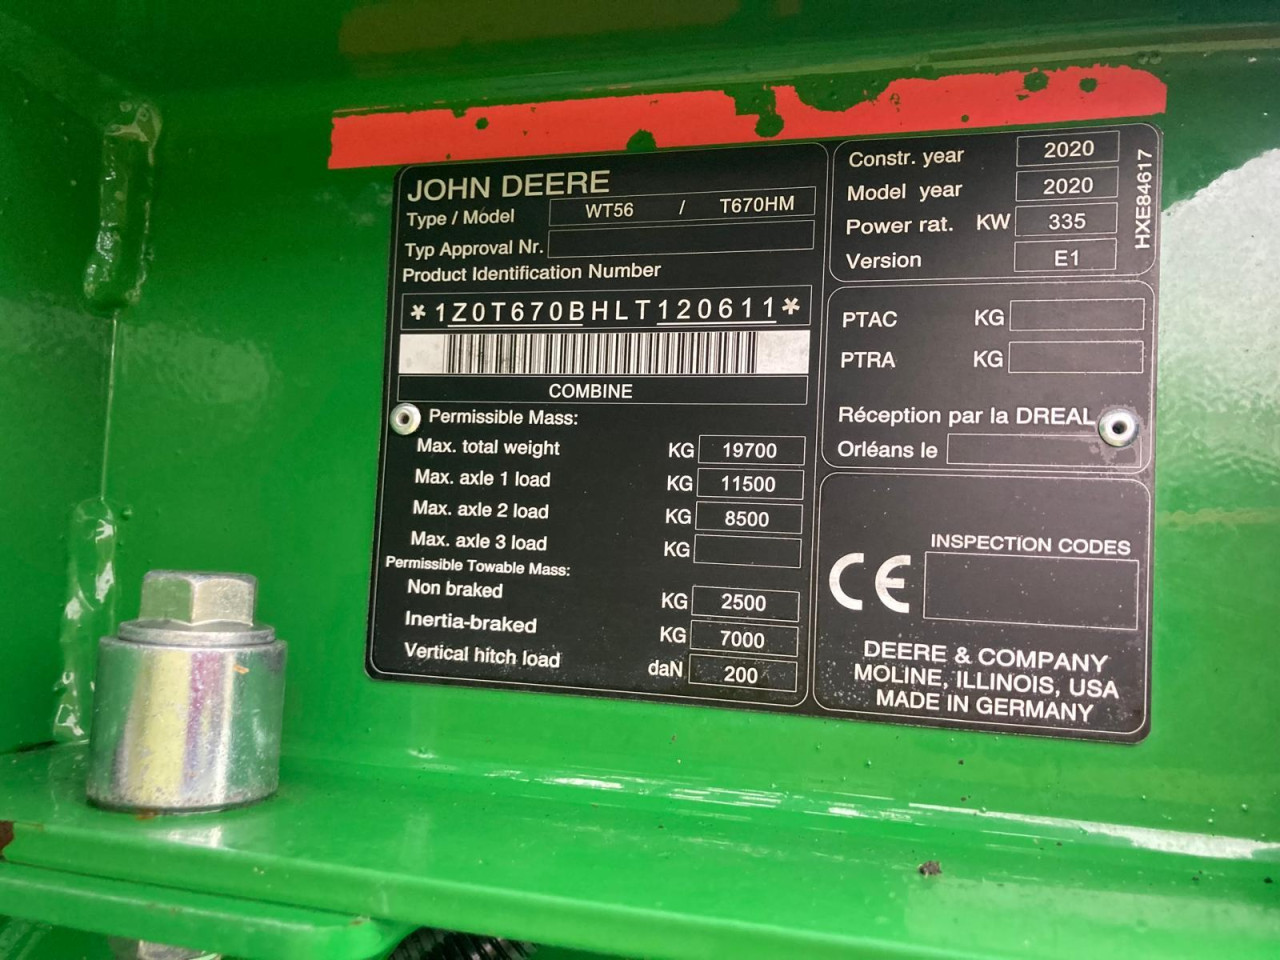 JOHN DEERE
Type / Model WT56 / T670HM
Typ Approval Nr.
Product Identification Number
*1Z0T670BHLT120611*
COMBINE
Permissible Mass:
Max. total weight KG 19700
Max. axle 1 load KG 11500
Max. axle 2 load KG 8500
Max. axle 3 load KG
Permissible Towable Mass:
Non braked KG 2500
Inertia-braked KG 7000
Vertical hitch load daN 200
Constr. year 2020
Model year 2020
Power rat. KW 335
Version E1
HXE84617
PTAC KG
PTRA KG
Réception par la DREAL
Orléans le
CE
INSPECTION CODES
DEERE & COMPANY
MOLINE, ILLINOIS, USA
MADE IN GERMANY